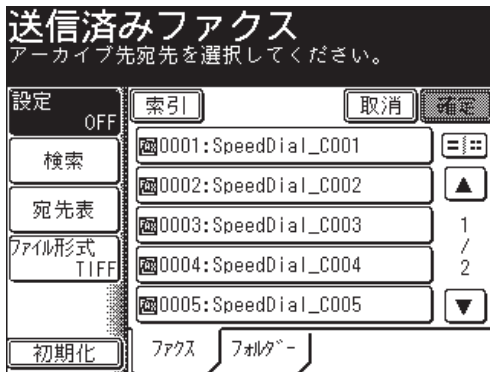 送信済みファクス
アーカイブ先宛先を選択してください。
設定
OFF
索引
取消
確定
0001:SpeedDial_C001
検索
0002:SpeedDial_C002
宛先表
0003:SpeedDial_C003
1
/
2
ファイル形式
TIFF
0004:SpeedDial_C004
0005:SpeedDial_C005
初期化
ファクス
フォルダー